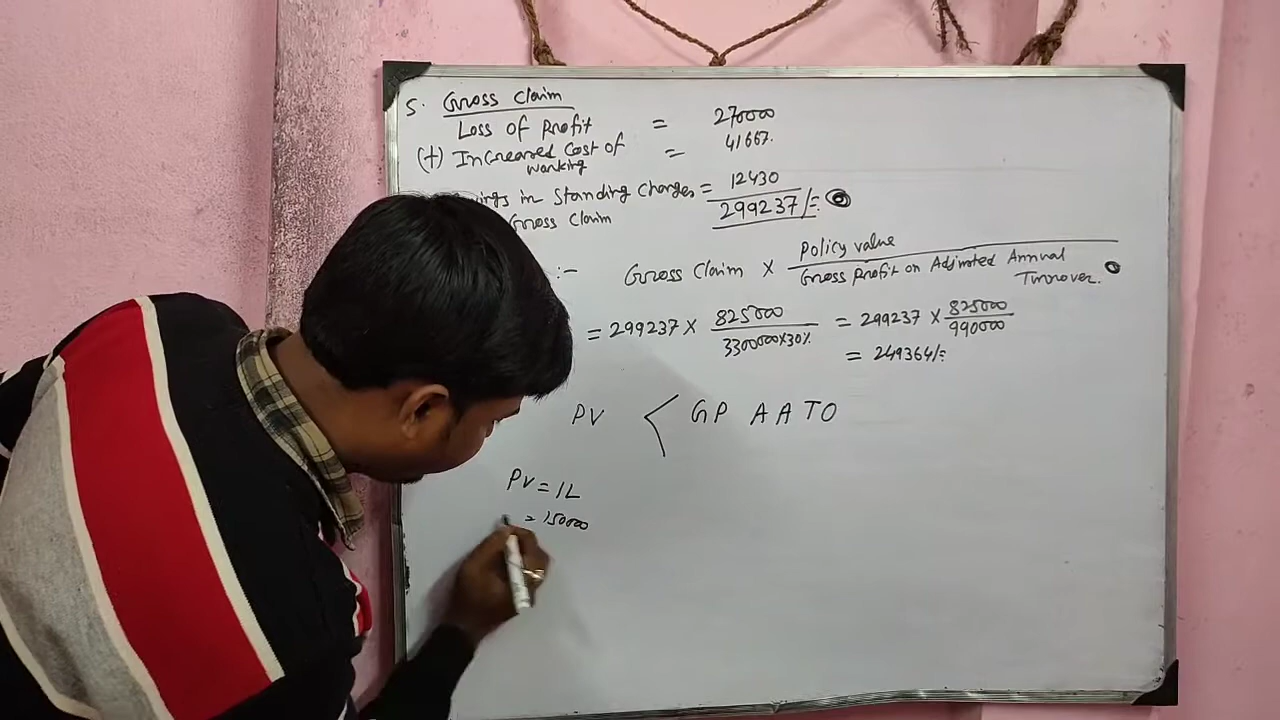 5. Gross Claim
Loss of Profit = 270000
(+) Increased Cost of working = 41667.
in Standing Charges = 12430
Gross Claim 299237/=
:- Gross Claim × Policy value / Gross Profit on Adjusted Annual Turnover.
= 299237 × 825000 / 3300000×30% = 299237 × 825000 / 990000
= 249364/=
PV < GP AATO
PV = 1L
= 150000